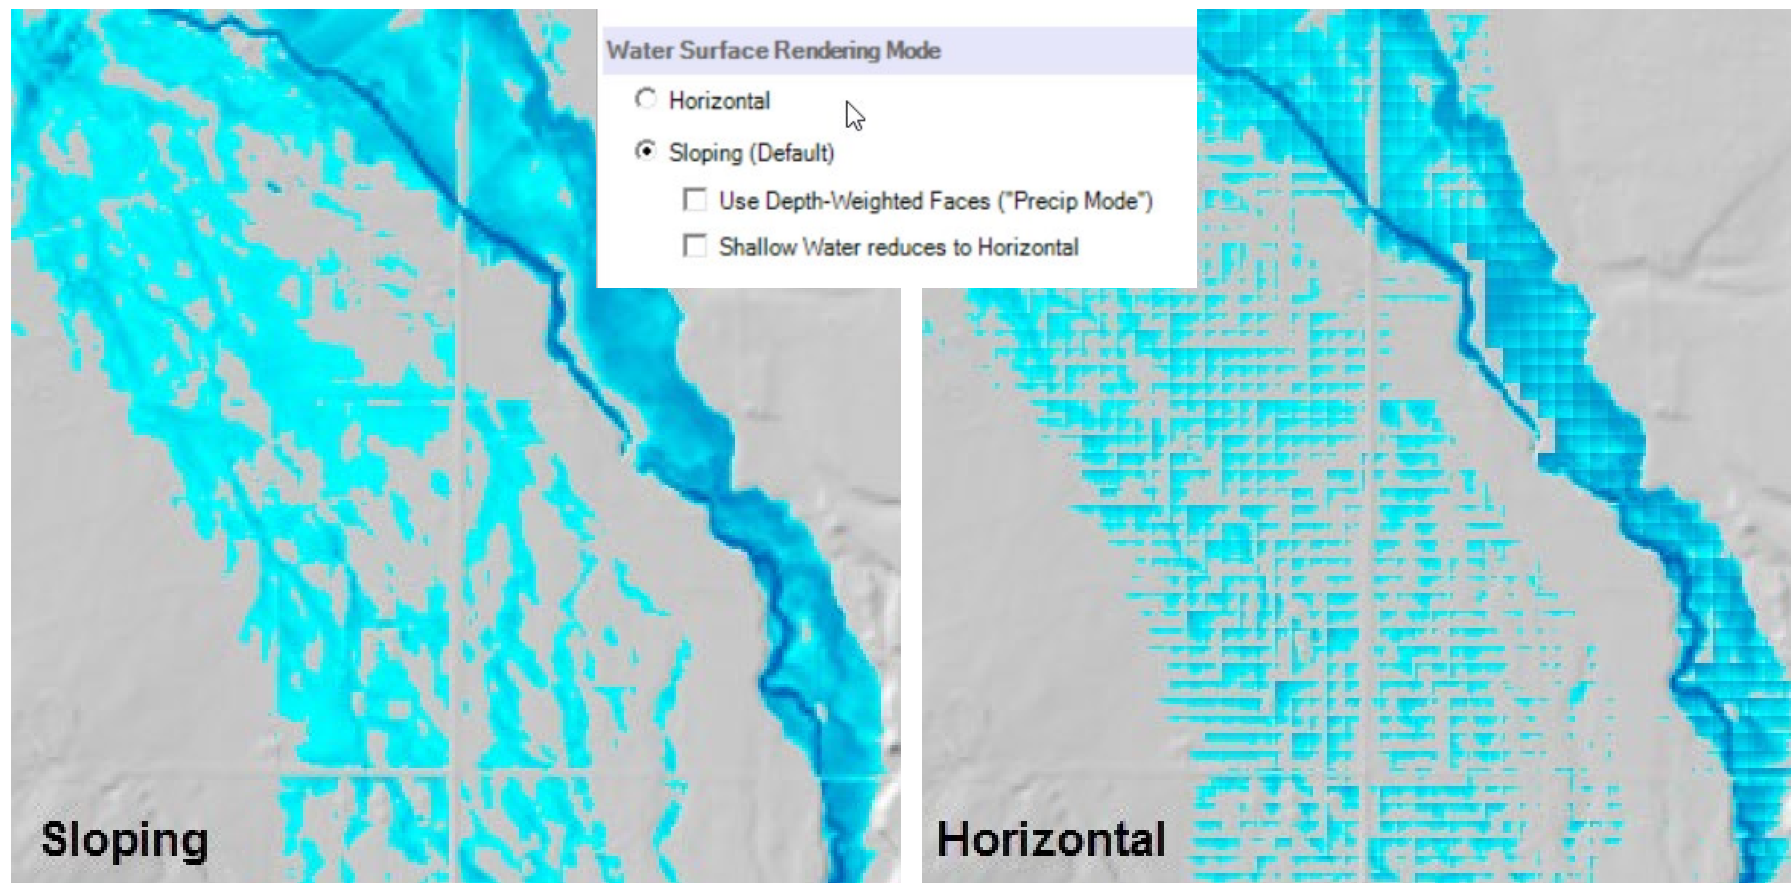 Water Surface Rendering Mode
Horizontal
Sloping (Default)
Use Depth-Weighted Faces ("Precip Mode")
Shallow Water reduces to Horizontal
Sloping
Horizontal